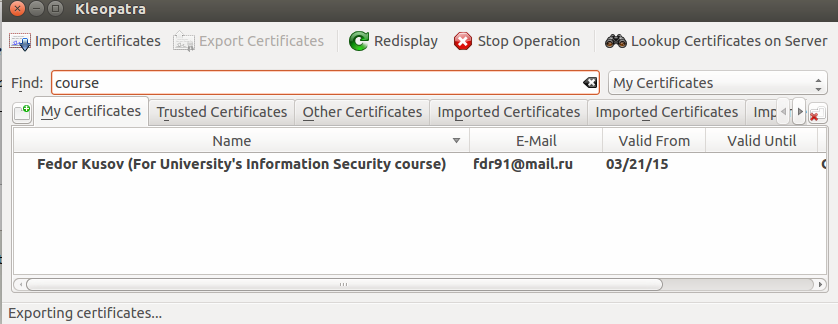 Kleopatra
Import Certificates Export Certificates Redisplay Stop Operation Lookup Certificates on Server
Find: course My Certificates
My Certificates Trusted Certificates Other Certificates Imported Certificates Imported Certificates
Name E-Mail Valid From Valid Until
Fedor Kusov (For University's Information Security course) fdr91@mail.ru 03/21/15
Exporting certificates...